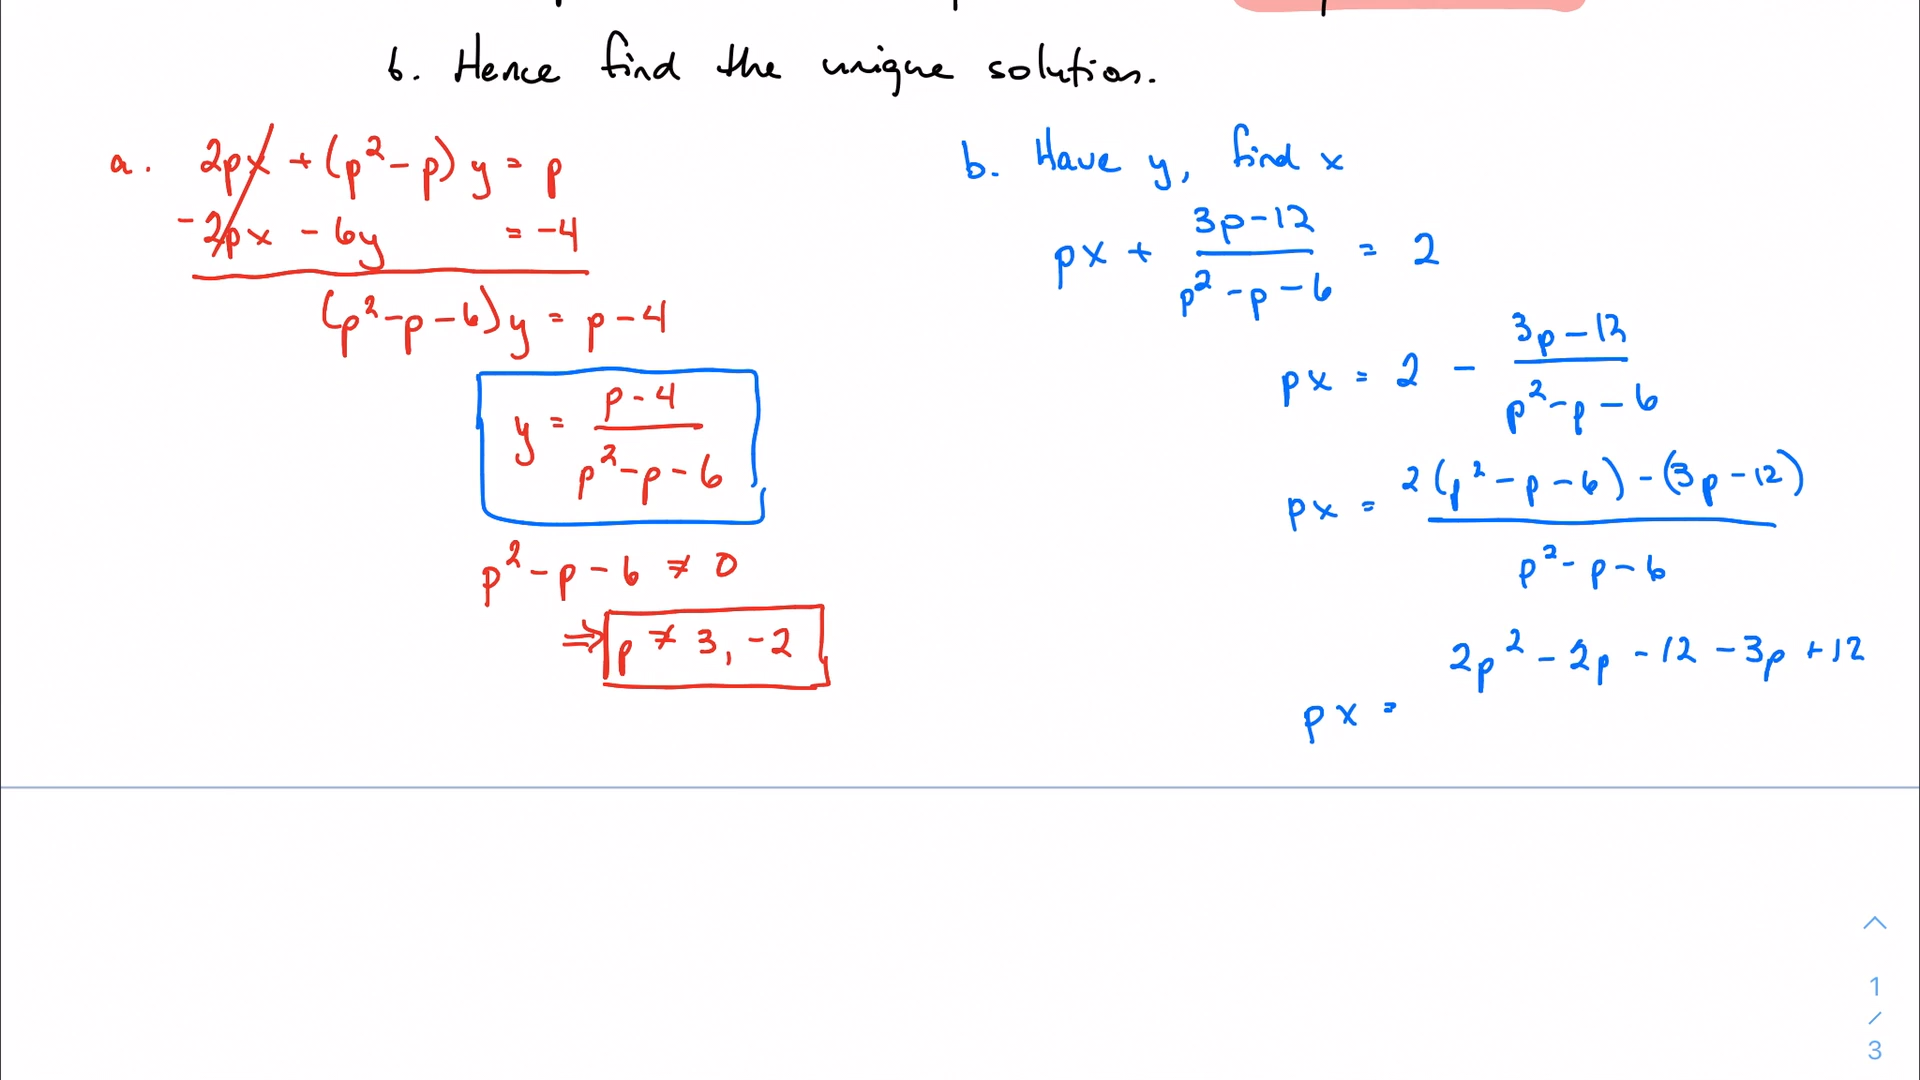 b. Hence find the unique solution.
a. 2px + (p² - p) y = p
-2px - 6y = -4
(p² - p - 6) y = p - 4
y = (p - 4) / (p² - p - 6)
p² - p - 6 ≠ 0
⇒ p ≠ 3, -2
b. Have y, find x
px + (3p - 12) / (p² - p - 6) = 2
px = 2 - (3p - 12) / (p² - p - 6)
px = (2(p² - p - 6) - (3p - 12)) / (p² - p - 6)
2p² - 2p - 12 - 3p + 12
px =
1
/
3